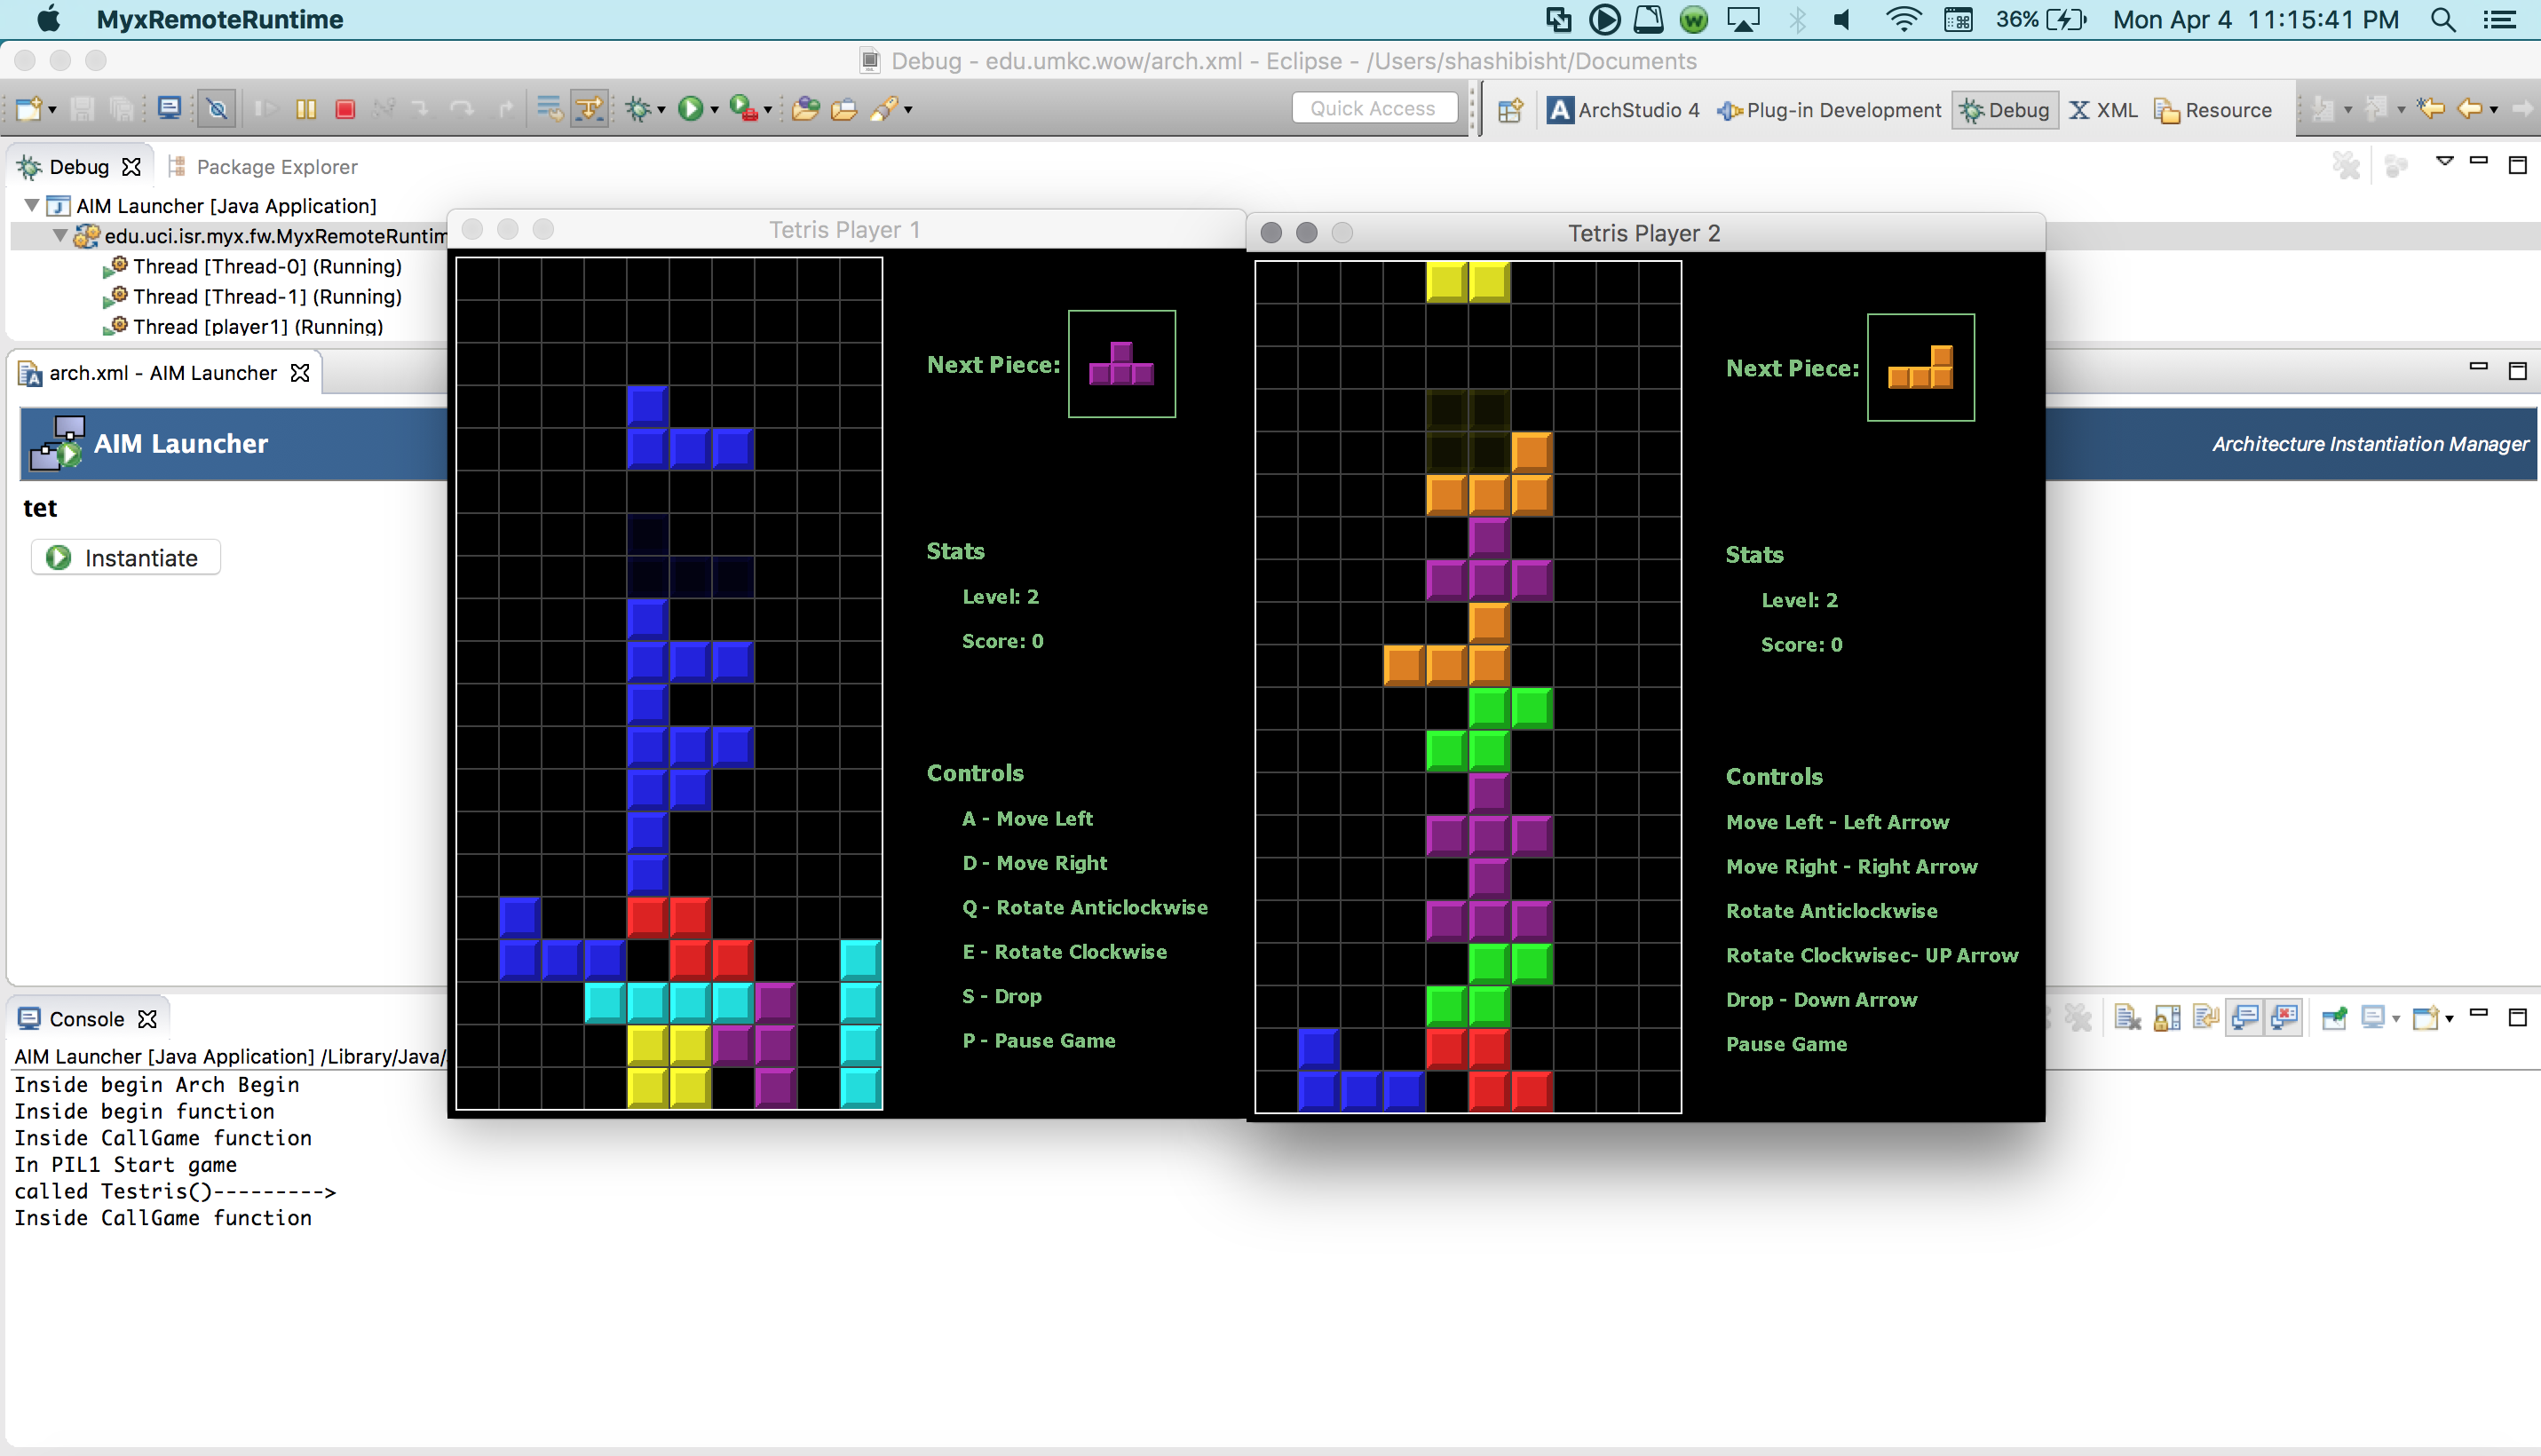 MyxRemoteRuntime
36%
Mon Apr 4 11:15:41 PM
Debug - edu.umkc.wow/arch.xml - Eclipse - /Users/shashibisht/Documents
Quick Access
ArchStudio 4
Plug-in Development
Debug
XML
Resource
Debug
Package Explorer
AIM Launcher [Java Application]
edu.uci.isr.myx.fw.MyxRemoteRuntim
Thread [Thread-0] (Running)
Thread [Thread-1] (Running)
Thread [player1] (Running)
arch.xml - AIM Launcher
AIM Launcher
Architecture Instantiation Manager
tet
Instantiate
Tetris Player 1
Next Piece:
Stats
Level: 2
Score: 0
Controls
A - Move Left
D - Move Right
Q - Rotate Anticlockwise
E - Rotate Clockwise
S - Drop
P - Pause Game
Tetris Player 2
Next Piece:
Stats
Level: 2
Score: 0
Controls
Move Left - Left Arrow
Move Right - Right Arrow
Rotate Anticlockwise
Rotate Clockwisec- UP Arrow
Drop - Down Arrow
Pause Game
Console
AIM Launcher [Java Application] /Library/Java/
Inside begin Arch Begin
Inside begin function
Inside CallGame function
In PIL1 Start game
called Testris()--------->
Inside CallGame function